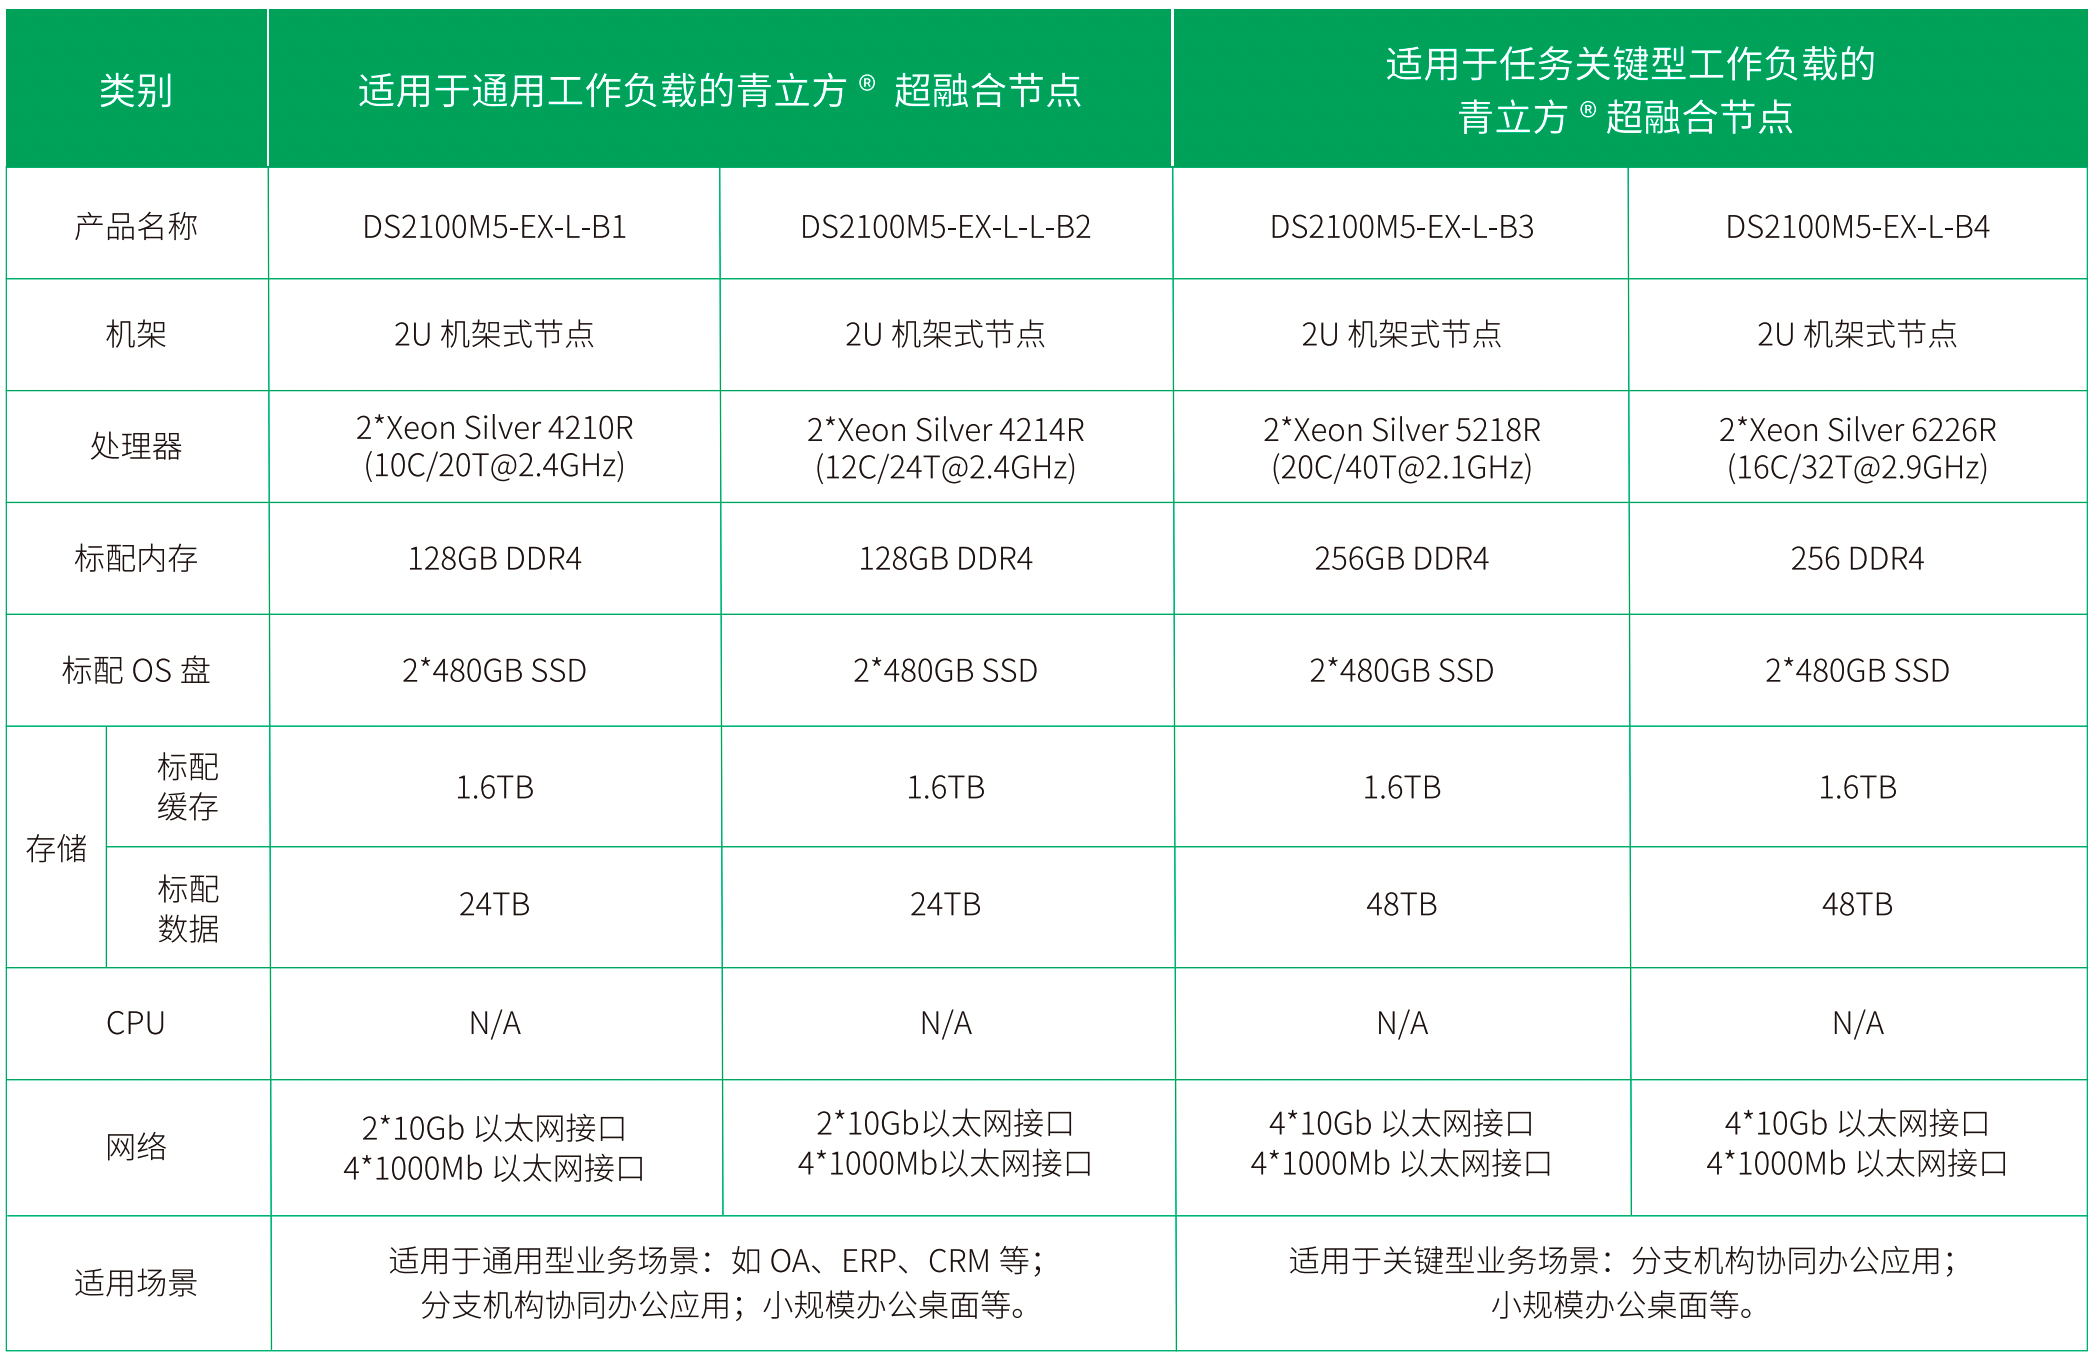 类别
适用于通用工作负载的青立方® 超融合节点
适用于任务关键型工作负载的
青立方® 超融合节点
产品名称
DS2100M5-EX-L-B1
DS2100M5-EX-L-L-B2
DS2100M5-EX-L-B3
DS2100M5-EX-L-B4
机架
2U 机架式节点
2U 机架式节点
2U 机架式节点
2U 机架式节点
处理器
2*Xeon Silver 4210R
(10C/20T@2.4GHz)
2*Xeon Silver 4214R
(12C/24T@2.4GHz)
2*Xeon Silver 5218R
(20C/40T@2.1GHz)
2*Xeon Silver 6226R
(16C/32T@2.9GHz)
标配内存
128GB DDR4
128GB DDR4
256GB DDR4
256 DDR4
标配 OS 盘
2*480GB SSD
2*480GB SSD
2*480GB SSD
2*480GB SSD
存储
标配
缓存
1.6TB
1.6TB
1.6TB
1.6TB
标配
数据
24TB
24TB
48TB
48TB
CPU
N/A
N/A
N/A
N/A
网络
2*10Gb 以太网接口
4*1000Mb 以太网接口
2*10Gb以太网接口
4*1000Mb以太网接口
4*10Gb 以太网接口
4*1000Mb 以太网接口
4*10Gb 以太网接口
4*1000Mb 以太网接口
适用场景
适用于通用型业务场景：如 OA、ERP、CRM 等；
分支机构协同办公应用；小规模办公桌面等。
适用于关键型业务场景：分支机构协同办公应用；
小规模办公桌面等。